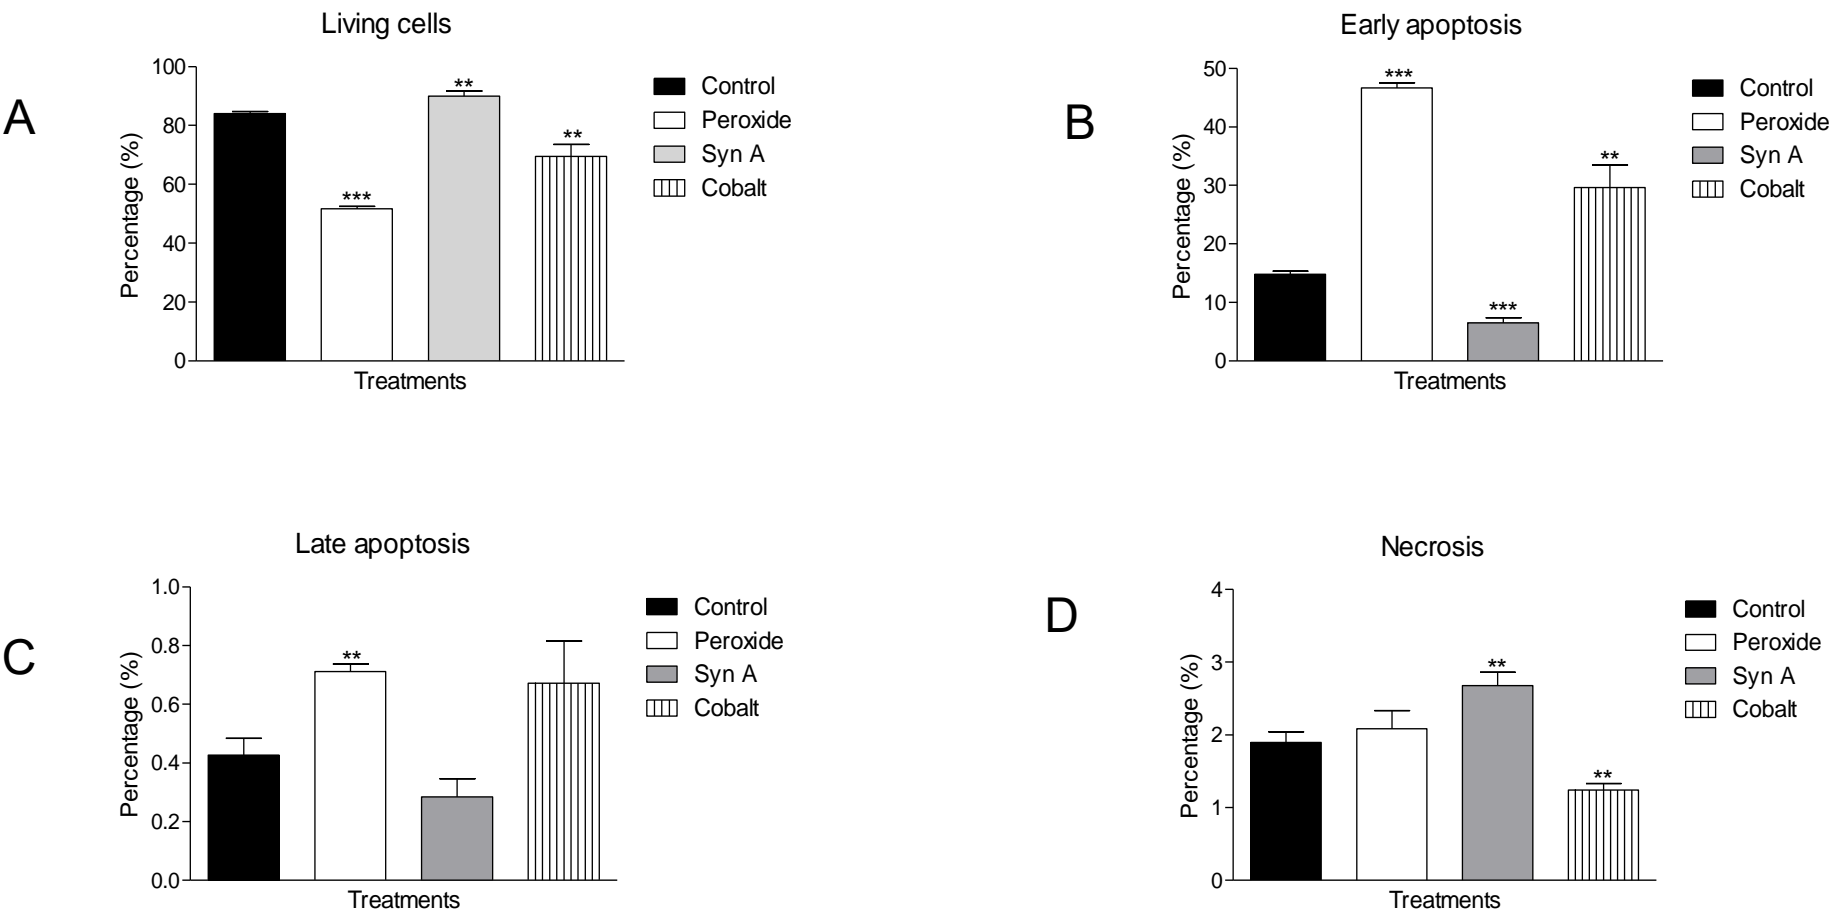 Living cells
A
Percentage (%)
100
80
60
40
20
0
***
**
**
Treatments
Control
Peroxide
Syn A
Cobalt
Early apoptosis
B
Percentage (%)
50
40
30
20
10
0
***
***
**
Treatments
Control
Peroxide
Syn A
Cobalt
Late apoptosis
C
Percentage (%)
1.0
0.8
0.6
0.4
0.2
0.0
**
Treatments
Control
Peroxide
Syn A
Cobalt
Necrosis
D
Percentage (%)
4
3
2
1
0
**
**
Treatments
Control
Peroxide
Syn A
Cobalt